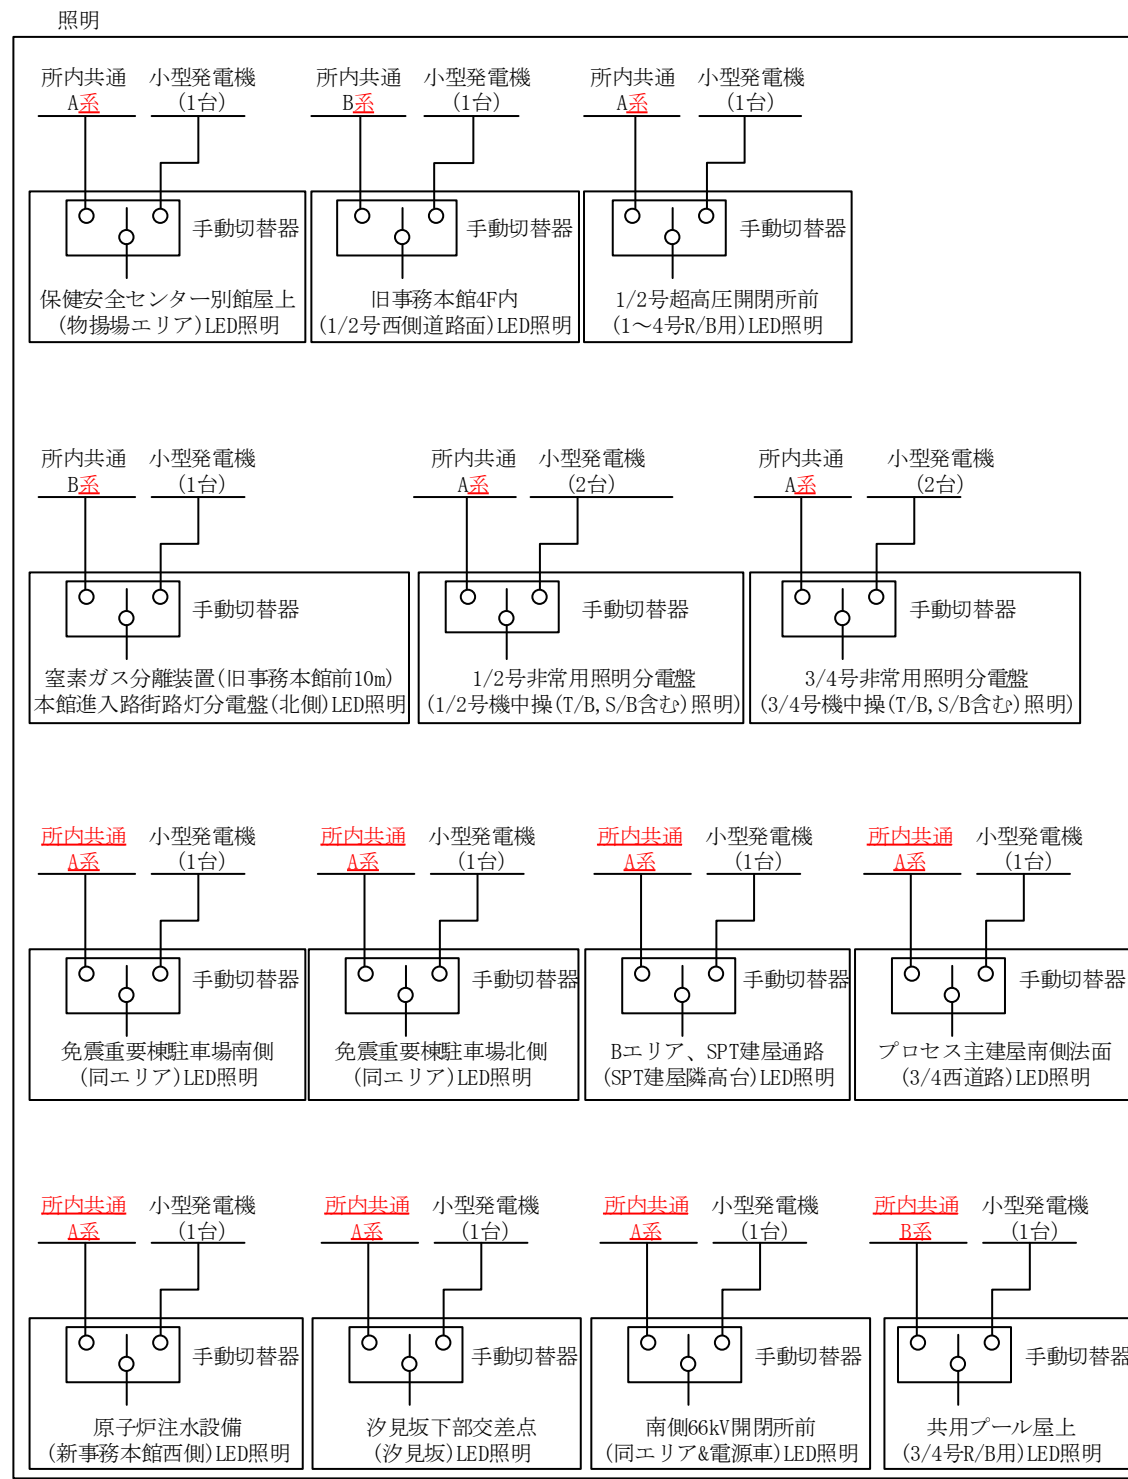 照明
所内共通 小型発電機 所内共通 小型発電機 所内共通 小型発電機
A系 (1台) B系 (1台) A系 (1台)
手動切替器 手動切替器 手動切替器
保健安全センター別館屋上 旧事務本館4F内 1/2号超高圧開閉所前
(物揚場エリア)LED照明 (1/2号西側道路面)LED照明 (1～4号R/B用)LED照明
所内共通 小型発電機 所内共通 小型発電機 所内共通 小型発電機
B系 (1台) A系 (2台) A系 (2台)
手動切替器 手動切替器 手動切替器
窒素ガス分離装置(旧事務本館前10m) 1/2号非常用照明分電盤 3/4号非常用照明分電盤
本館進入路街路灯分電盤(北側)LED照明 (1/2号機中操(T/B,S/B含む)照明) (3/4号機中操(T/B,S/B含む)照明)
所内共通 小型発電機 所内共通 小型発電機 所内共通 小型発電機 所内共通 小型発電機
A系 (1台) A系 (1台) A系 (1台) A系 (1台)
手動切替器 手動切替器 手動切替器 手動切替器
免震重要棟駐車場南側 免震重要棟駐車場北側 Bエリア、SPT建屋通路 プロセス主建屋南側法面
(同エリア)LED照明 (同エリア)LED照明 (SPT建屋隣高台)LED照明 (3/4西道路)LED照明
所内共通 小型発電機 所内共通 小型発電機 所内共通 小型発電機 所内共通 小型発電機
A系 (1台) A系 (1台) A系 (1台) B系 (1台)
手動切替器 手動切替器 手動切替器 手動切替器
原子炉注水設備 汐見坂下部交差点 南側66kV開閉所前 共用プール屋上
(新事務本館西側)LED照明 (汐見坂)LED照明 (同エリア&電源車)LED照明 (3/4号R/B用)LED照明